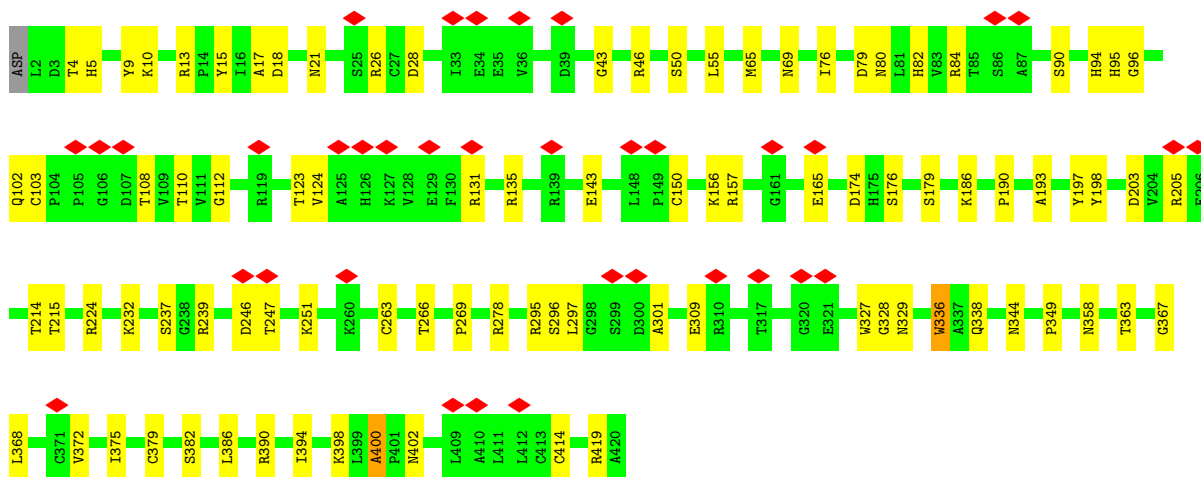 ASP L2 D3 T4 H5 Y9 K10 R13 P14 Y15 I16 A17 D18 N21 S25 R26 C27 D28 I33 E34 E35 V36 D39 G43 R46 S50 L55 M65 N69 I76 D79 N80 L81 H82 V83 R84 T85 S86 A87 S90 H94 H95 G96
Q102 C103 P104 P105 G106 D107 T108 V109 T110 V111 G112 R119 T123 V124 A125 H126 K127 V128 E129 F130 R131 R135 R139 E143 L148 P149 C150 K156 R157 G161 E165 D174 H175 S176 S179 K186 P190 A193 Y197 Y198 D203 V204 R205
T214 T215 R224 K232 S237 G238 R239 D246 T247 K251 K260 C263 T266 P269 R278 R295 S296 L297 G298 S299 D300 A301 E309 R310 T317 G320 E321 W327 G328 N329 W336 A337 Q338 N344 P349 N358 T363 G367
L368 C371 V372 I375 C379 S382 L386 R390 I394 K398 L399 A400 P401 N402 L409 A410 L411 L412 C413 C414 R419 A420